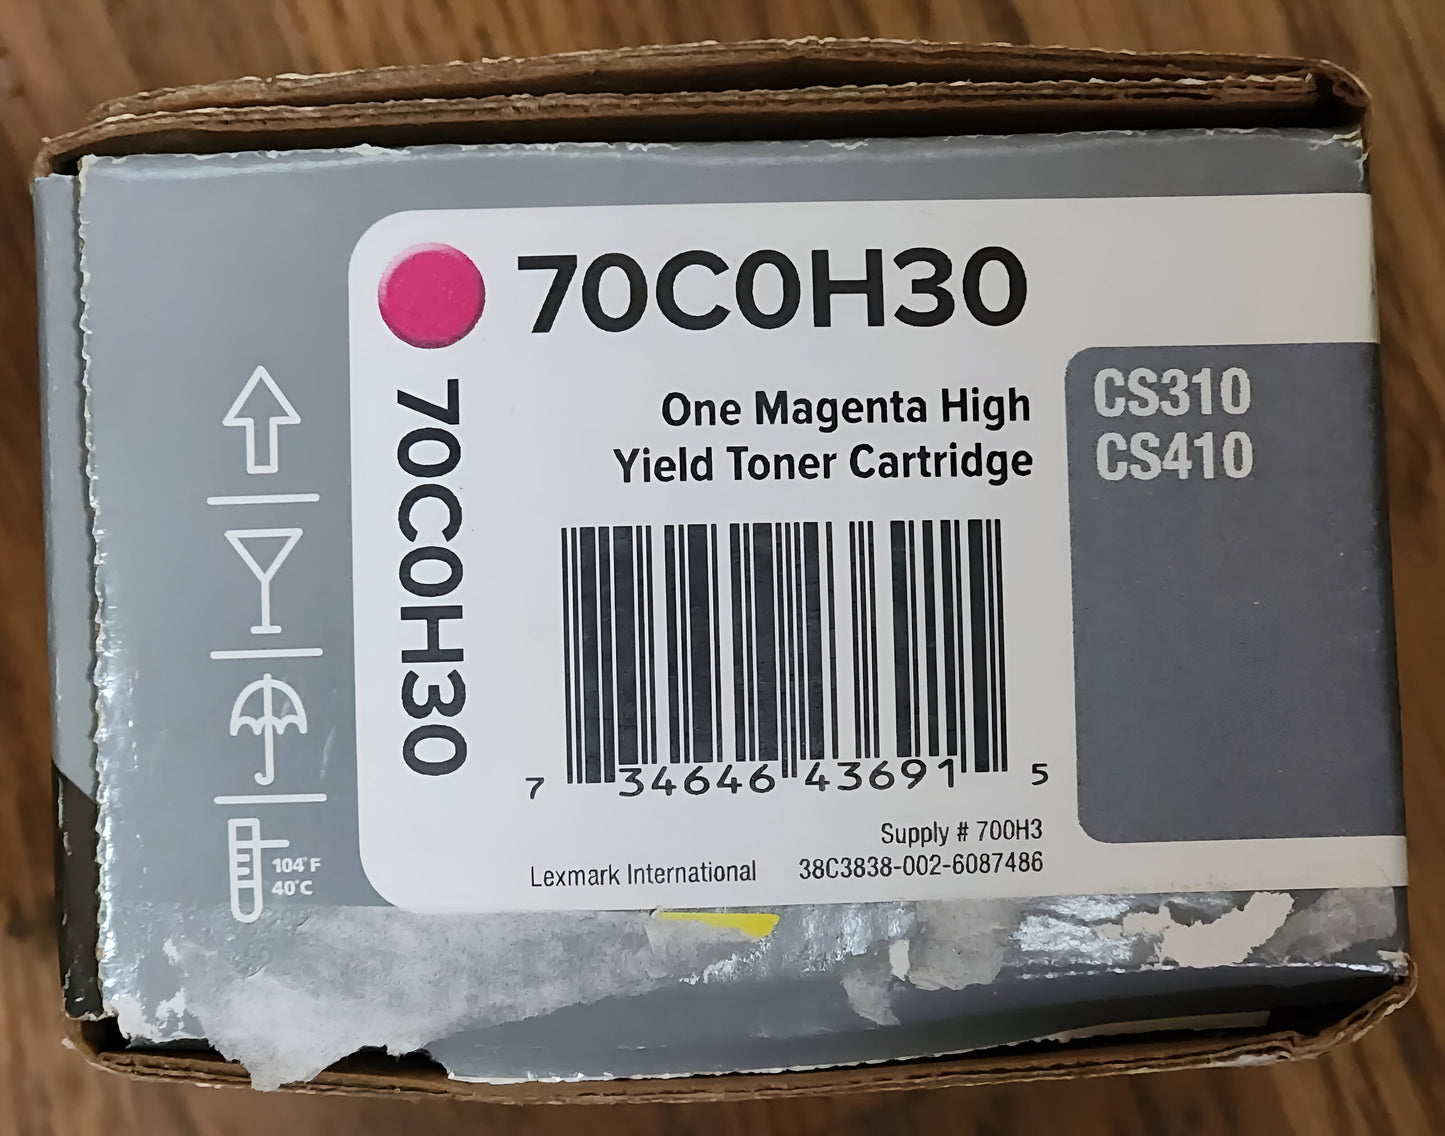 70C0H30
70C0H30
One Magenta High
Yield Toner Cartridge
CS310
CS410
7 34646 43691 5
Supply # 700H3
Lexmark International 38C3838-002-6087486
104°F
40°C